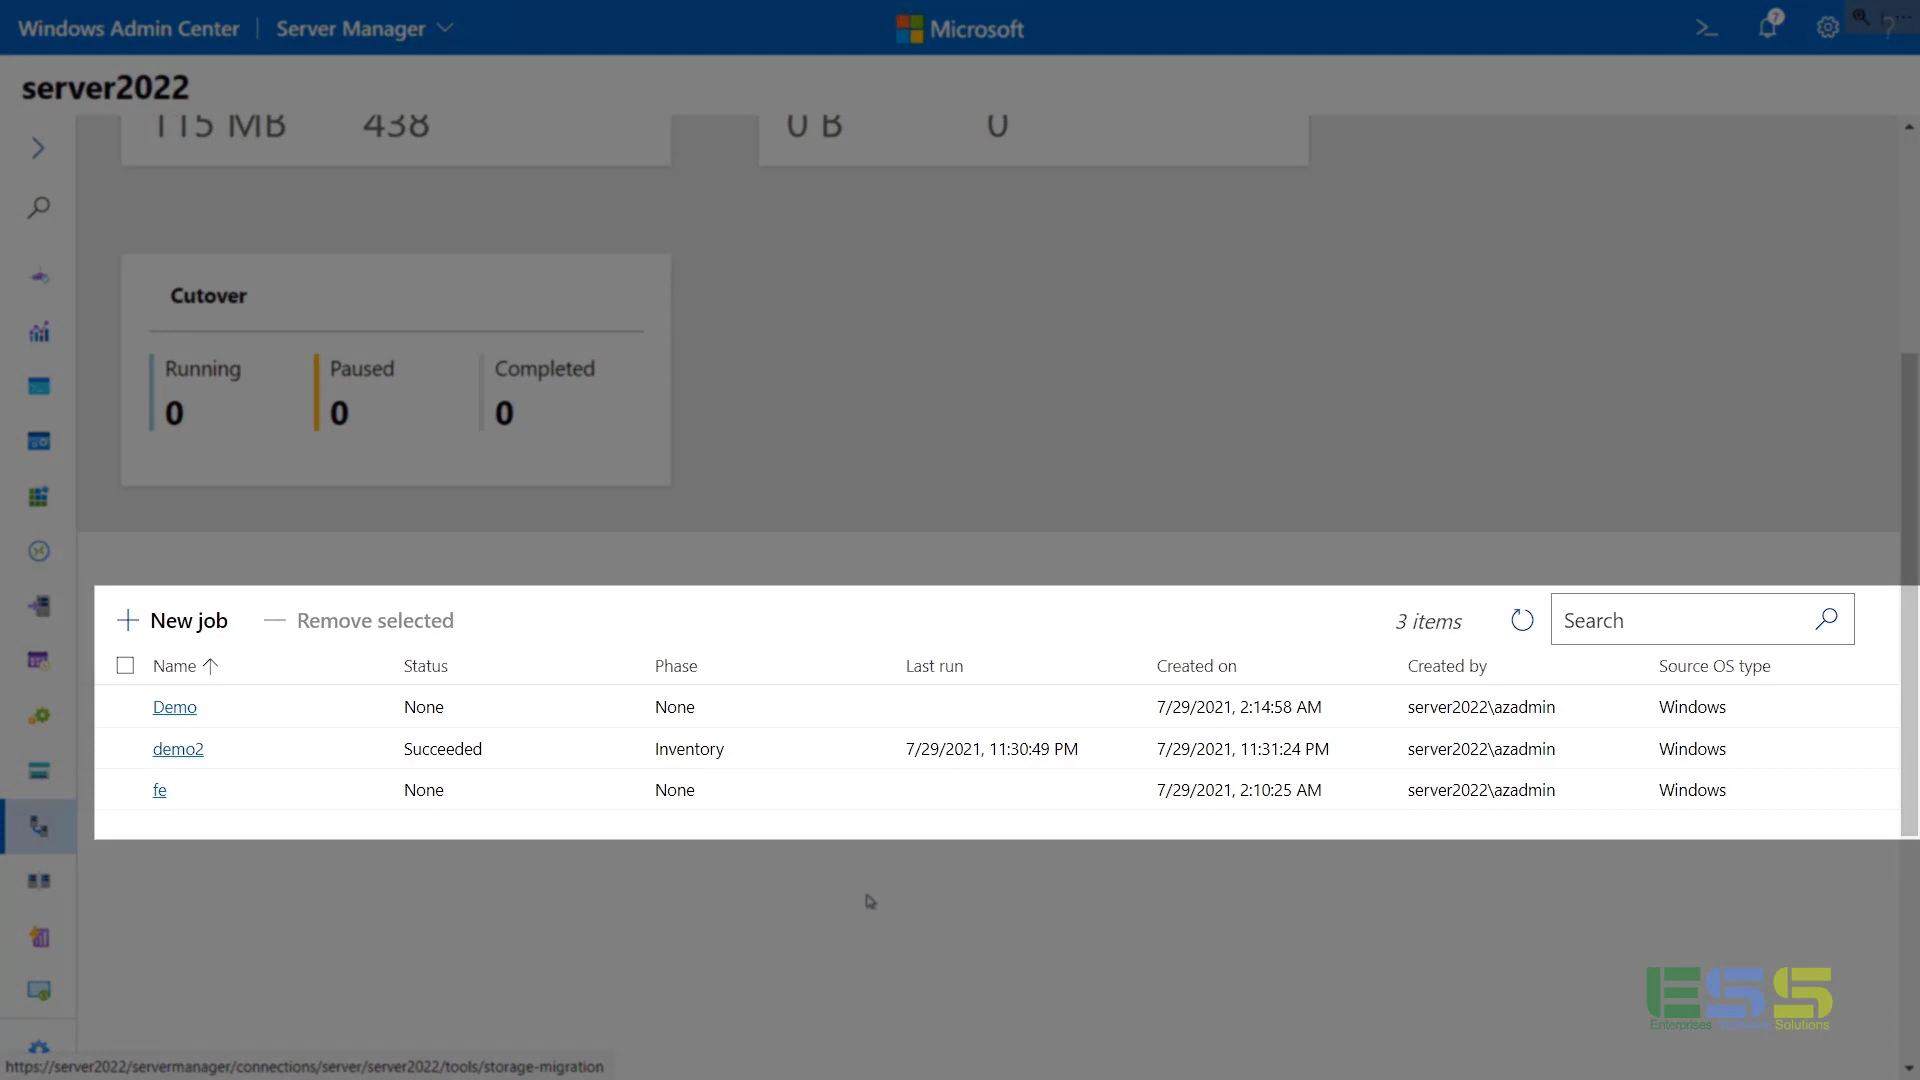 Windows Admin Center | Server Manager
Microsoft
7
?
server2022
115 MB 438
0 B 0
Cutover
Running Paused Completed
0 0 0
New job Remove selected 3 items Search
Name Status Phase Last run Created on Created by Source OS type
Demo None None 7/29/2021, 2:14:58 AM server2022\azadmin Windows
demo2 Succeeded Inventory 7/29/2021, 11:30:49 PM 7/29/2021, 11:31:24 PM server2022\azadmin Windows
fe None None 7/29/2021, 2:10:25 AM server2022\azadmin Windows
ESS
Enterprises Solutions
https://server2022/servermanager/connections/server/server2022/tools/storage-migration